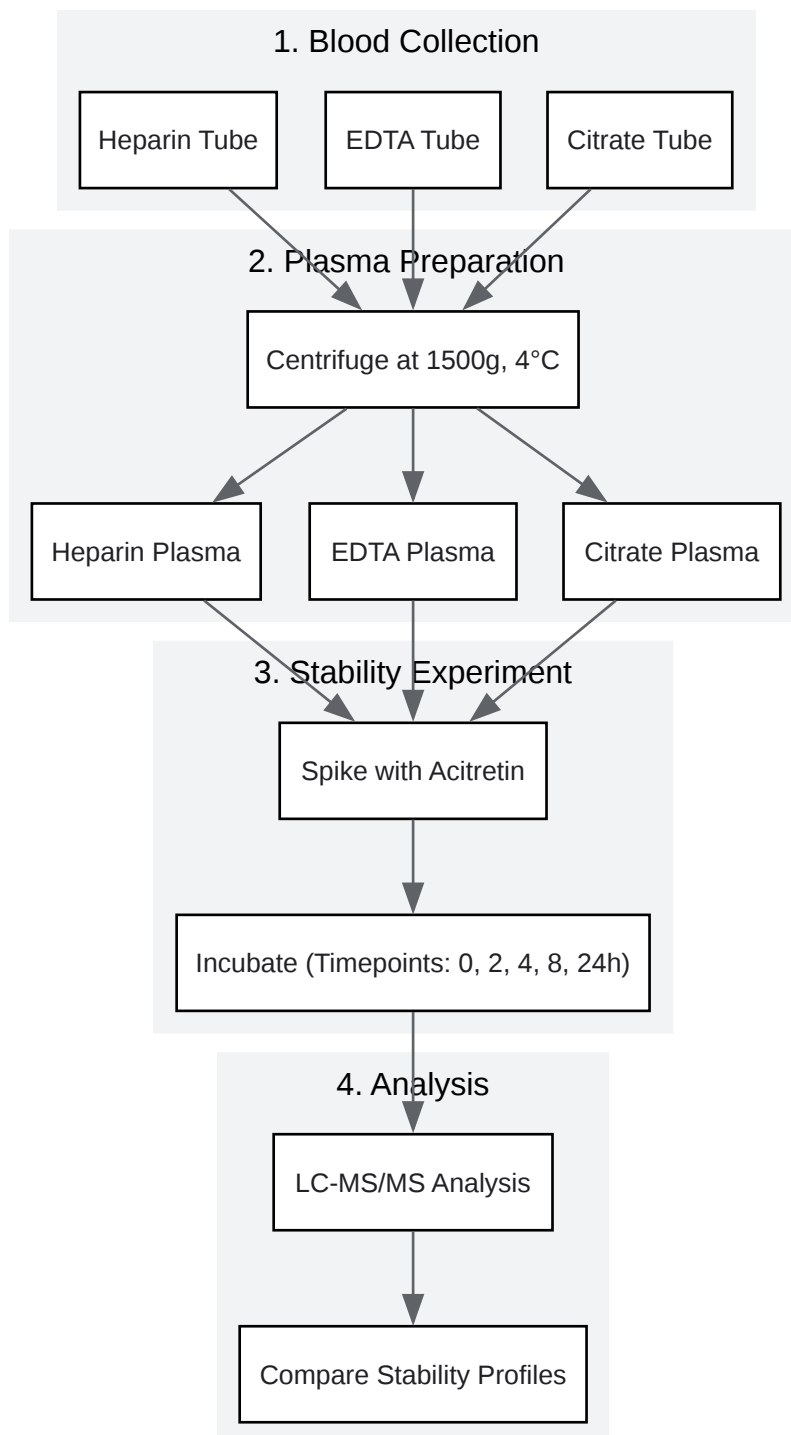 1. Blood Collection
Heparin Tube
EDTA Tube
Citrate Tube
2. Plasma Preparation
Centrifuge at 1500g, 4°C
Heparin Plasma
EDTA Plasma
Citrate Plasma
3. Stability Experiment
Spike with Acitretin
Incubate (Timepoints: 0, 2, 4, 8, 24h)
4. Analysis
LC-MS/MS Analysis
Compare Stability Profiles